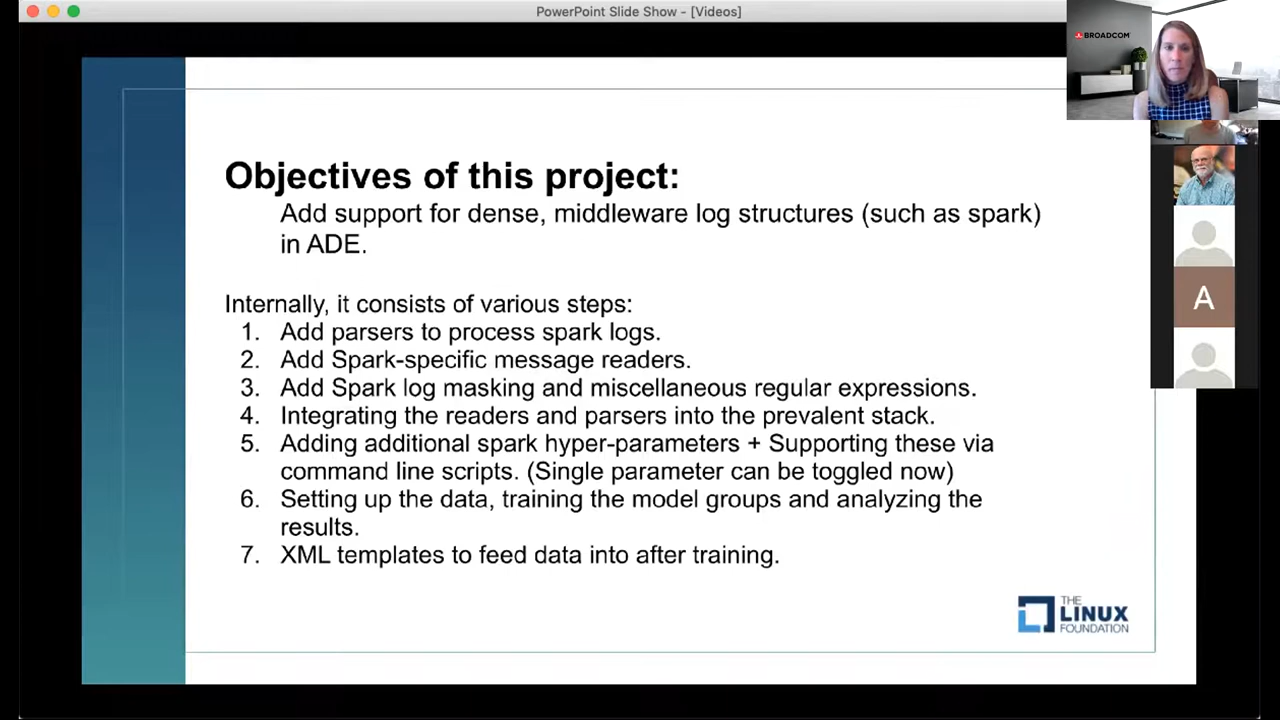 PowerPoint Slide Show - [Videos]
BROADCOM
Objectives of this project:
Add support for dense, middleware log structures (such as spark)
in ADE.
Internally, it consists of various steps:
1. Add parsers to process spark logs.
2. Add Spark-specific message readers.
3. Add Spark log masking and miscellaneous regular expressions.
4. Integrating the readers and parsers into the prevalent stack.
5. Adding additional spark hyper-parameters + Supporting these via
command line scripts. (Single parameter can be toggled now)
6. Setting up the data, training the model groups and analyzing the
results.
7. XML templates to feed data into after training.
A
THE
LINUX
FOUNDATION